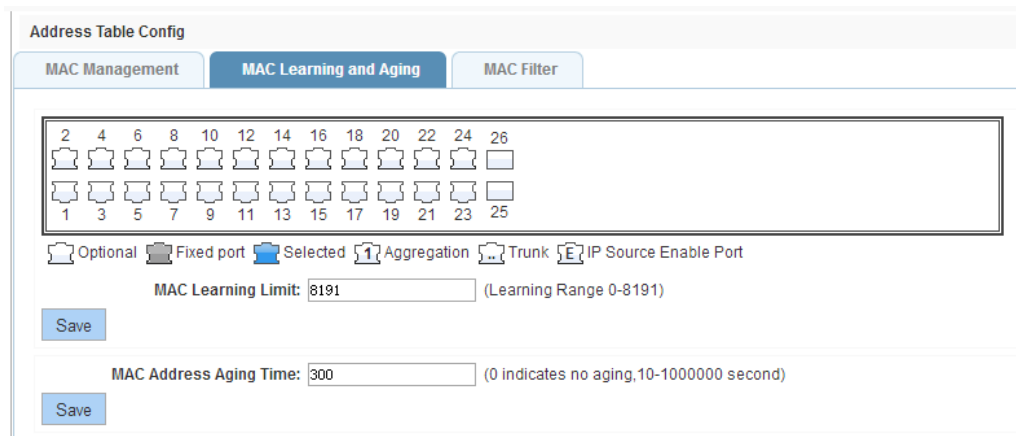 Address Table Config
MAC Management MAC Learning and Aging MAC Filter
2 4 6 8 10 12 14 16 18 20 22 24 26
1 3 5 7 9 11 13 15 17 19 21 23 25
Optional Fixed port Selected 1 Aggregation .. Trunk E IP Source Enable Port
MAC Learning Limit: 8191 (Learning Range 0-8191)
Save
MAC Address Aging Time: 300 (0 indicates no aging,10-1000000 second)
Save